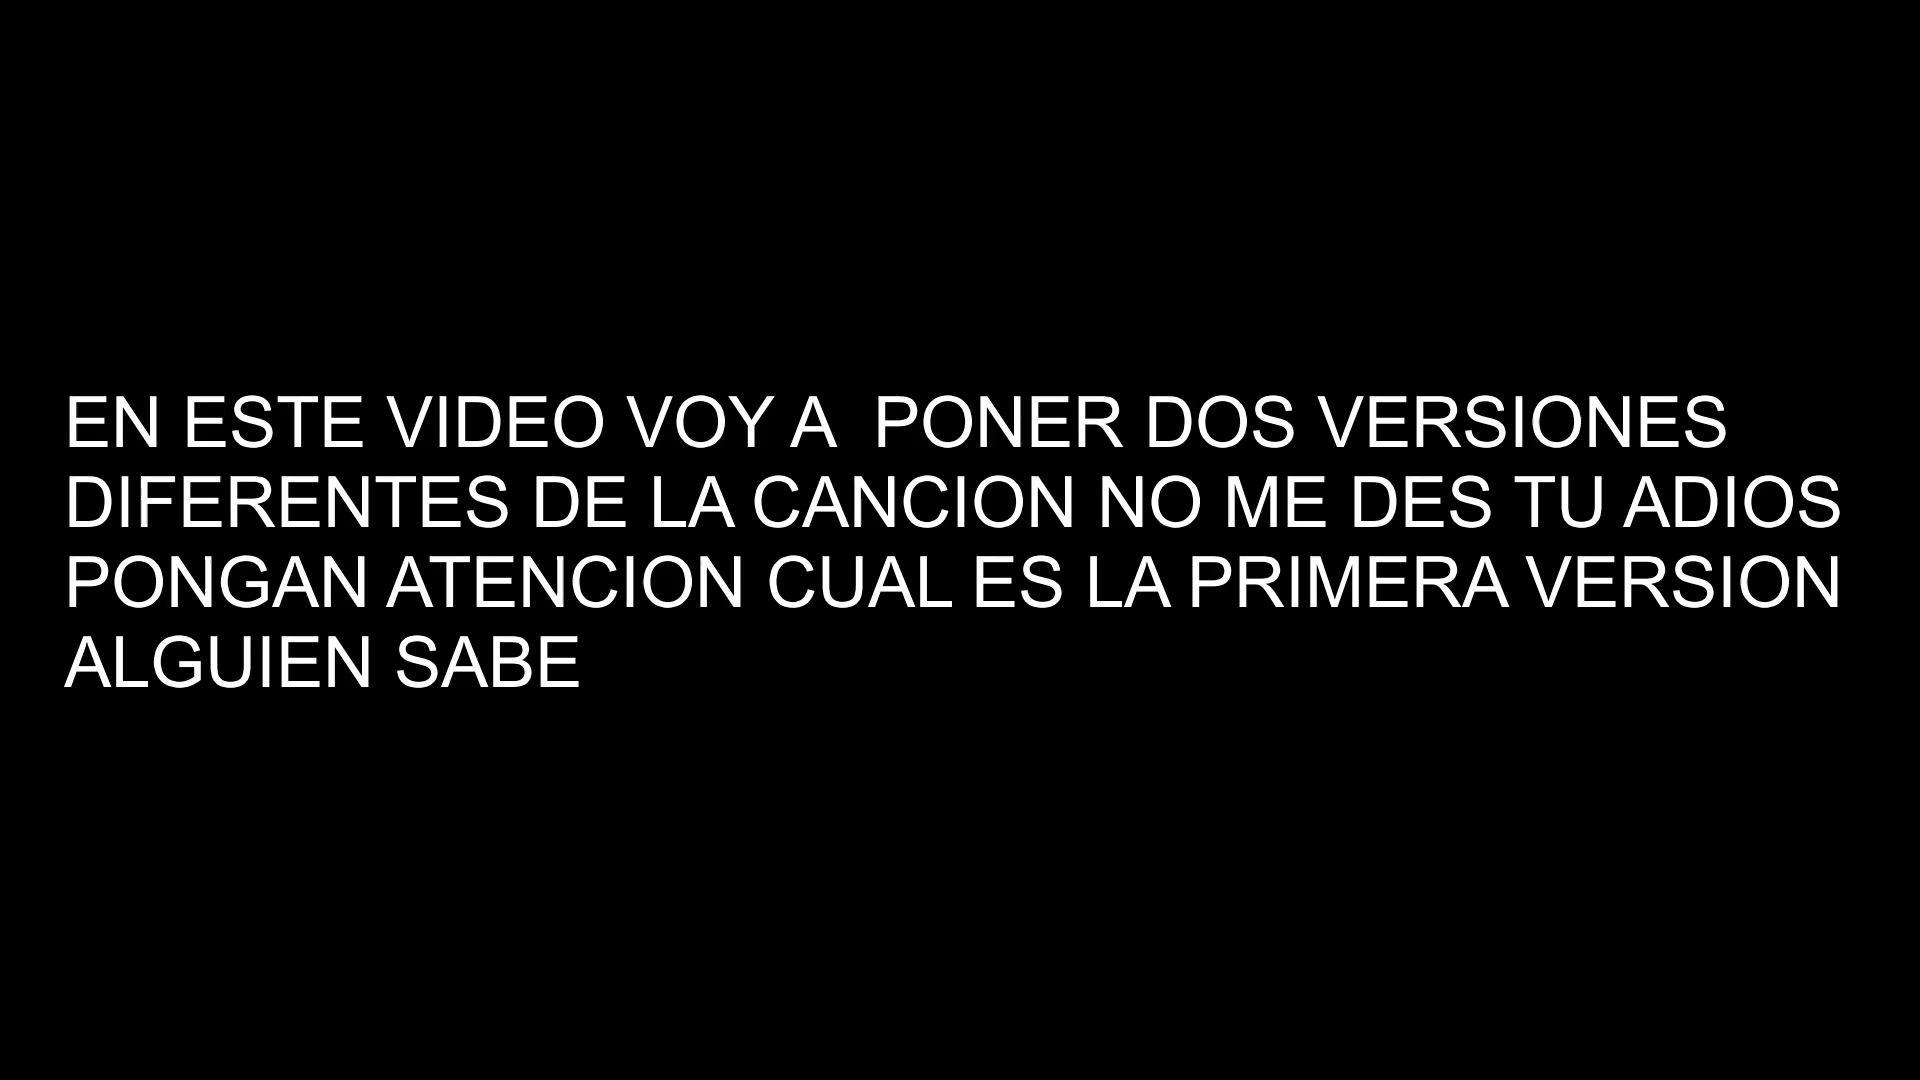 EN ESTE VIDEO VOY A  PONER DOS VERSIONES
DIFERENTES DE LA CANCION NO ME DES TU ADIOS
PONGAN ATENCION CUAL ES LA PRIMERA VERSION
ALGUIEN SABE